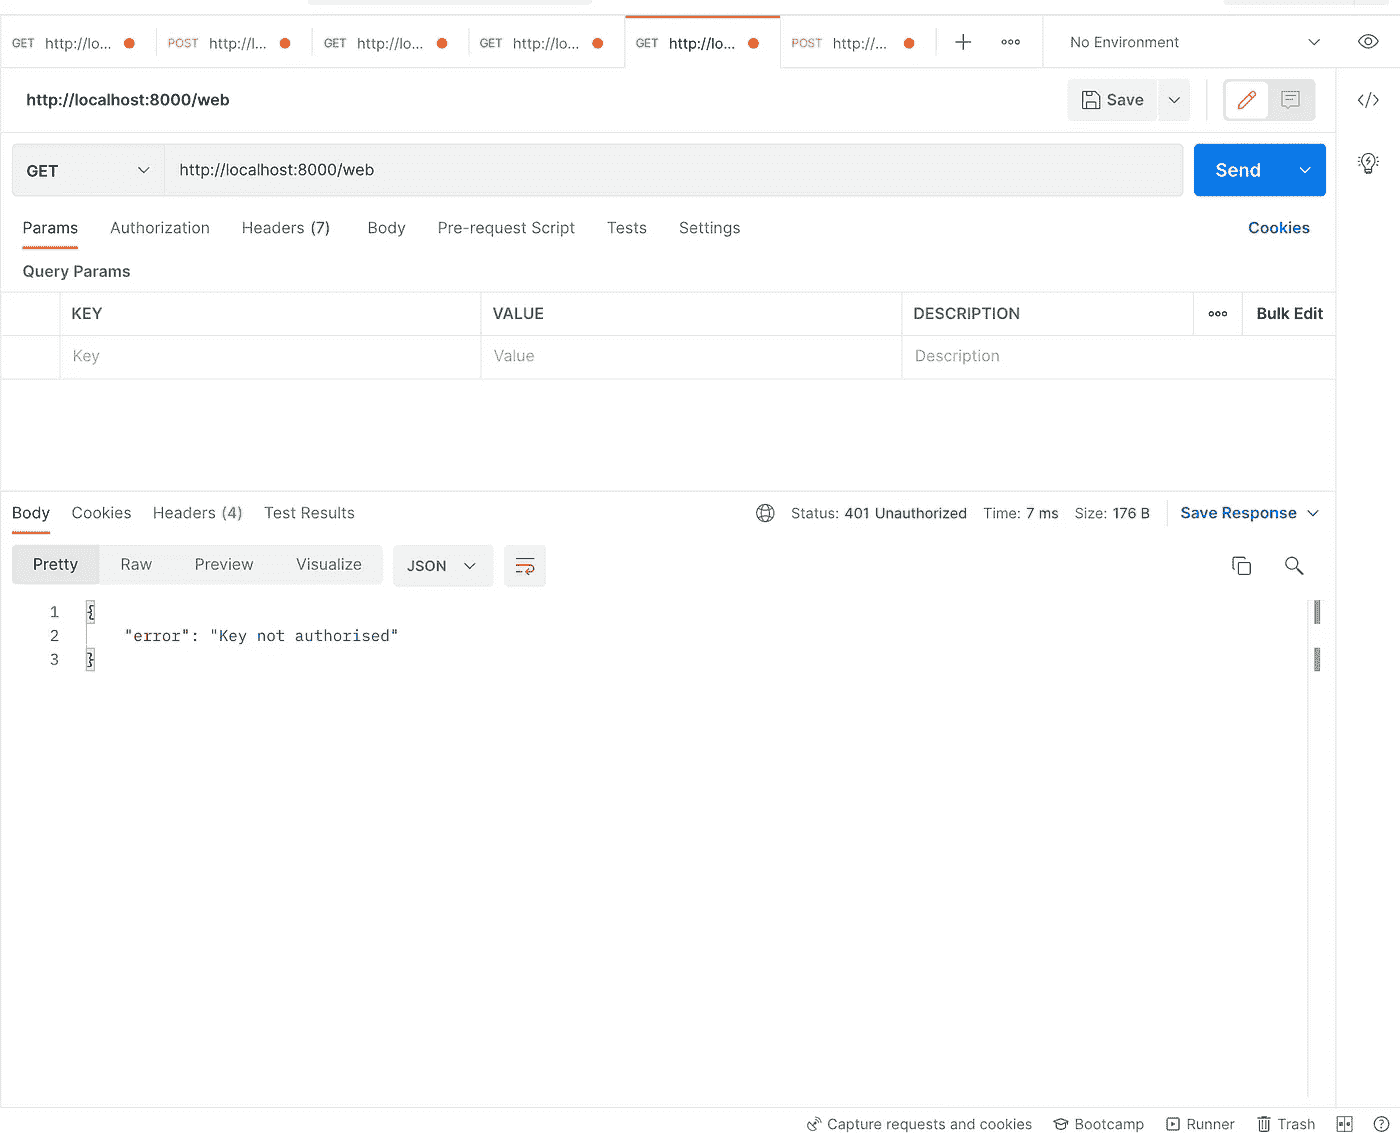 GET http://lo... POST http://l... GET http://lo... GET http://lo... GET http://lo... POST http://... No Environment
http://localhost:8000/web Save
GET http://localhost:8000/web Send
Params Authorization Headers (7) Body Pre-request Script Tests Settings Cookies
Query Params
KEY VALUE DESCRIPTION Bulk Edit
Key Value Description
Body Cookies Headers (4) Test Results Status: 401 Unauthorized Time: 7 ms Size: 176 B Save Response
Pretty Raw Preview Visualize JSON
1 {
2 "error": "Key not authorised"
3 }
Capture requests and cookies Bootcamp Runner Trash